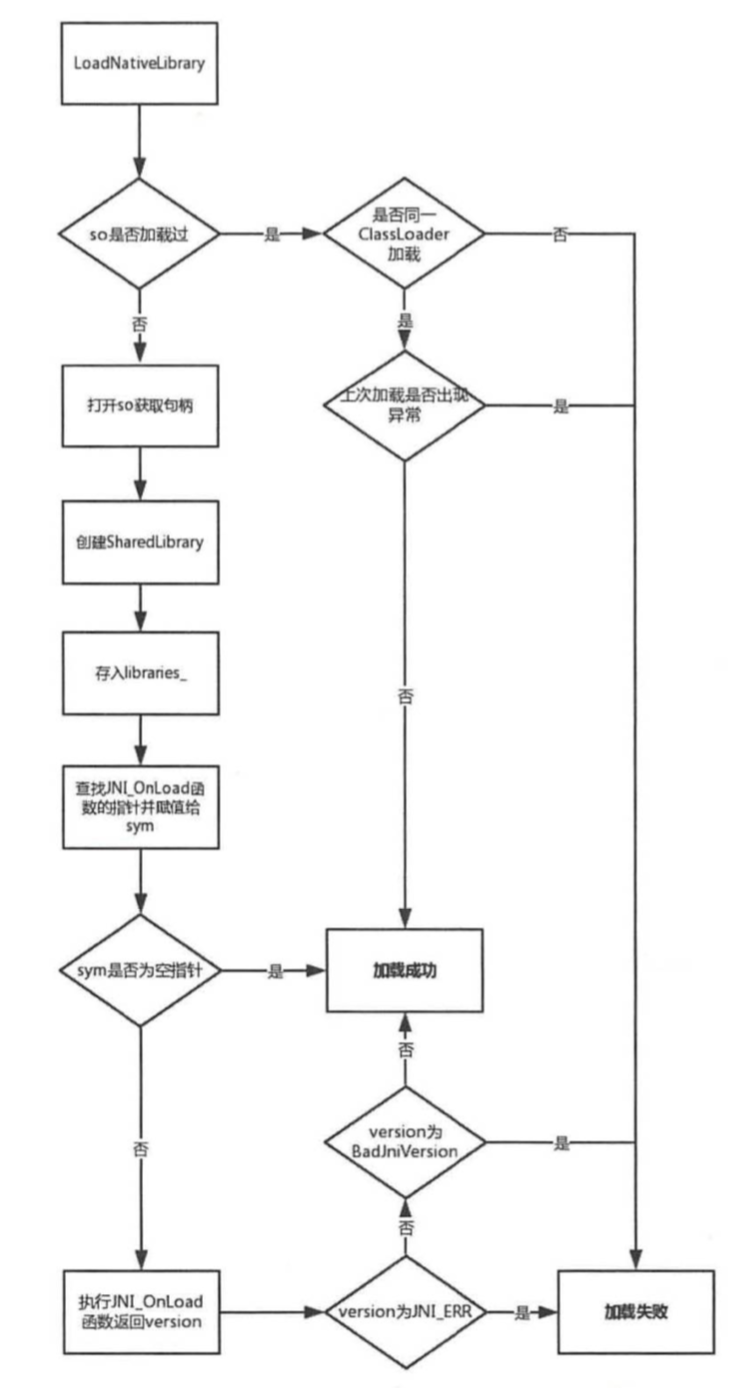 LoadNativeLibrary
so是否加载过
是
是否同一
ClassLoader
加载
否
否
是
打开so获取句柄
上次加载是否出现
异常
是
创建SharedLibrary
存入libraries_
否
查找JNI_OnLoad函
数的指针并赋值给
sym
sym是否为空指针
是
加载成功
否
否
version为
BadJniVersion
是
否
执行JNI_OnLoad
函数返回version
version为JNI_ERR
是
加载失败